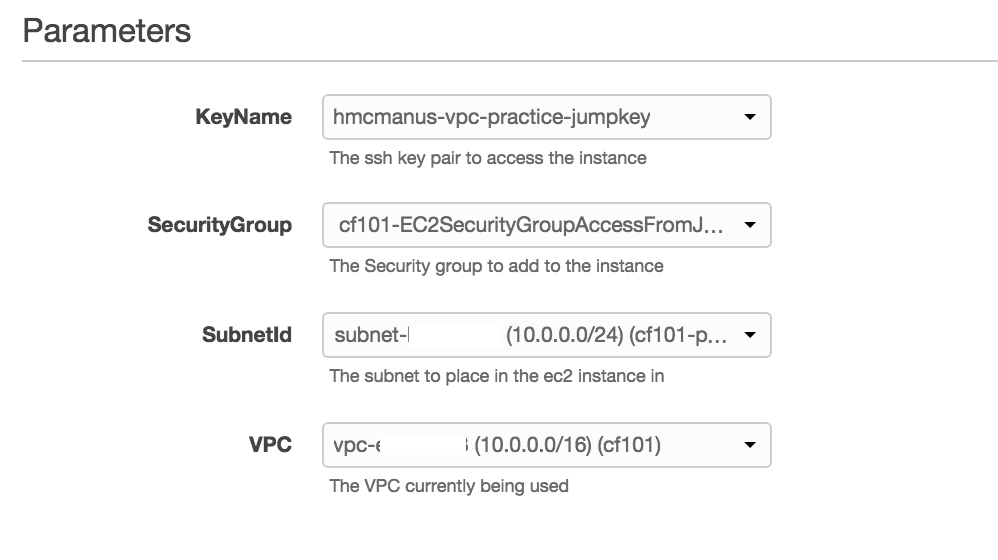 Parameters
KeyName hmcmanus-vpc-practice-jumpkey
The ssh key pair to access the instance
SecurityGroup cf101-EC2SecurityGroupAccessFromJ...
The Security group to add to the instance
SubnetId subnet- (10.0.0.0/24) (cf101-p...
The subnet to place in the ec2 instance in
VPC vpc-e (10.0.0.0/16) (cf101)
The VPC currently being used